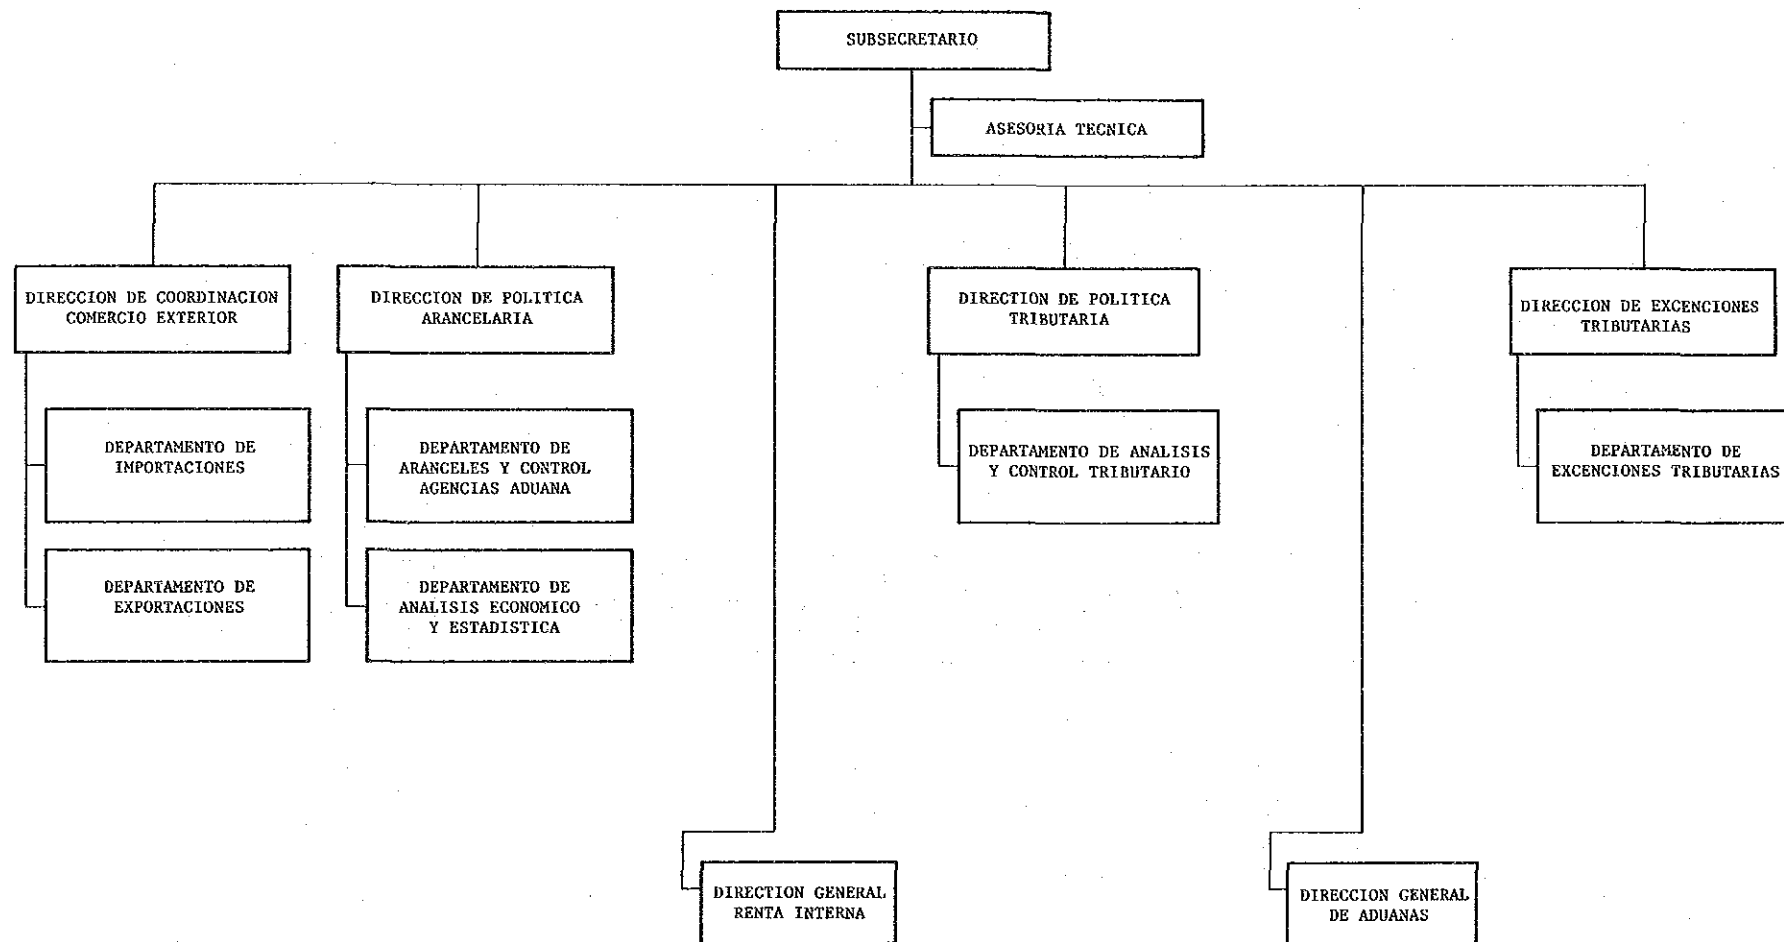 SUBSECRETARIO
ASESORIA TECNICA
DIRECCION DE COORDINACION
COMERCIO EXTERIOR
DIRECCION DE POLITICA
ARANCELARIA
DIRECTION DE POLITICA
TRIBUTARIA
DIRECCION DE EXCENCIONES
TRIBUTARIAS
DEPARTAMENTO DE
IMPORTACIONES
DEPARTAMENTO DE
ARANCELES Y CONTROL
AGENCIAS ADUANA
DEPARTAMENTO DE ANALISIS
Y CONTROL TRIBUTARIO
DEPARTAMENTO DE
EXCENCIONES TRIBUTARIAS
DEPARTAMENTO DE
EXPORTACIONES
DEPARTAMENTO DE
ANALISIS ECONOMICO
Y ESTADISTICA
DIRECTION GENERAL
RENTA INTERNA
DIRECCION GENERAL
DE ADUANAS